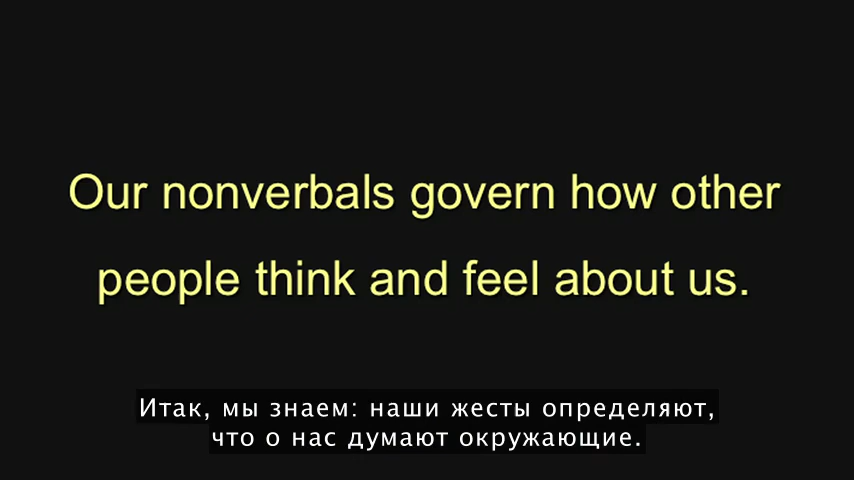 Our nonverbals govern how other
people think and feel about us.
Итак, мы знаем: наши жесты определяют,
что о нас думают окружающие.